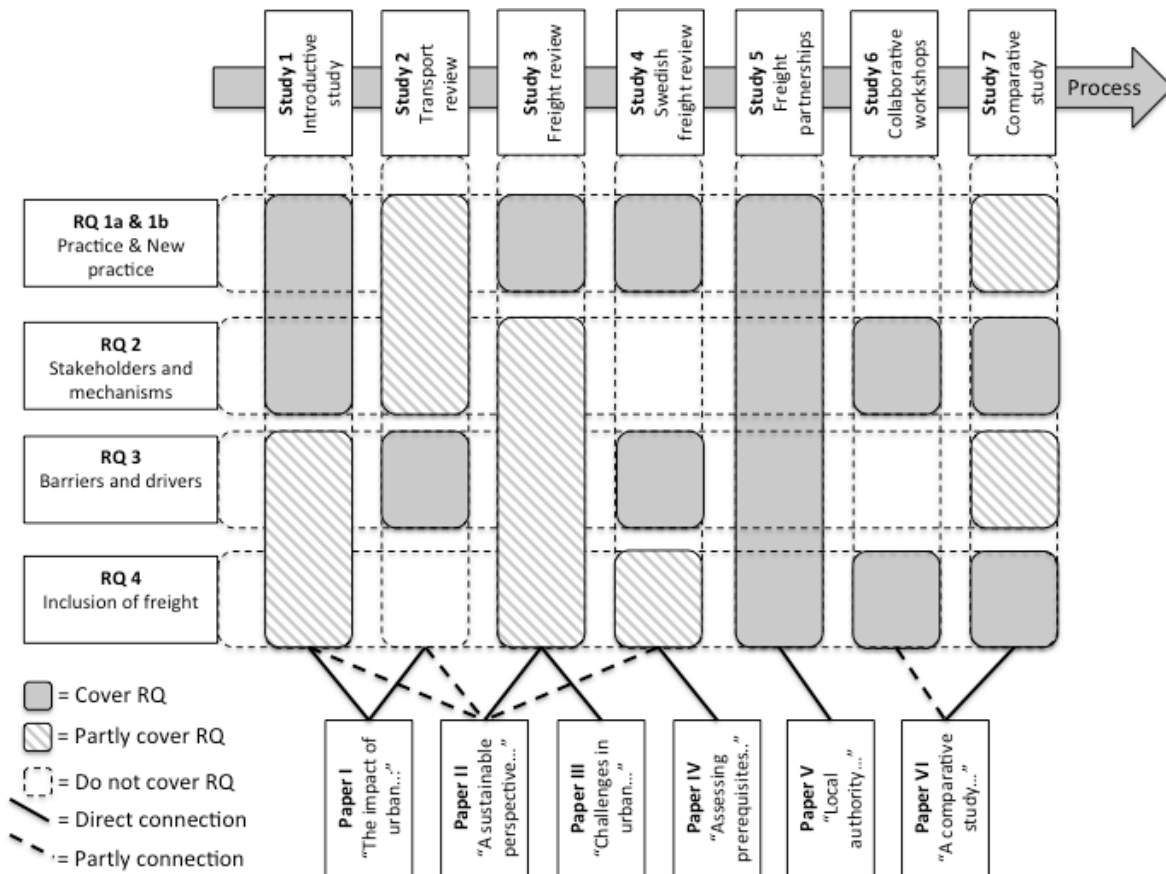 Study 1
Introductive
study
Study 2
Transport
review
Study 3
Freight review
Study 4
Swedish
freight review
Study 5
Freight
partnerships
Study 6
Collaborative
workshops
Study 7
Comparative
study
Process
RQ 1a & 1b
Practice & New
practice
RQ 2
Stakeholders and
mechanisms
RQ 3
Barriers and drivers
RQ 4
Inclusion of freight
= Cover RQ
= Partly cover RQ
= Do not cover RQ
= Direct connection
= Partly connection
Paper I
“The impact of
urban...”
Paper II
“A sustainable
perspective...”
Paper III
“Challenges in
urban...”
Paper IV
“Assessing
prerequisites..”
Paper V
“Local
authority...”
Paper VI
“A comparative
study...”